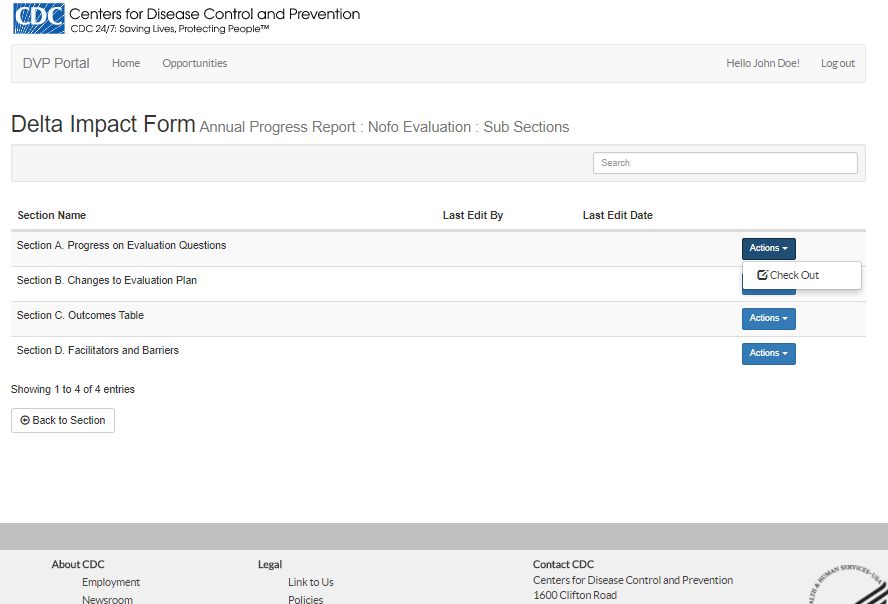 CDC Centers for Disease Control and Prevention
CDC 24/7: Saving Lives, Protecting People™
DVP Portal Home Opportunities Hello John Doe! Log out
Delta Impact Form Annual Progress Report : Nofo Evaluation : Sub Sections
Search
Section Name Last Edit By Last Edit Date
Section A. Progress on Evaluation Questions Actions
Check Out
Section B. Changes to Evaluation Plan
Section C. Outcomes Table Actions
Section D. Facilitators and Barriers Actions
Showing 1 to 4 of 4 entries
Back to Section
About CDC Legal Contact CDC
Employment Link to Us Centers for Disease Control and Prevention
Newsroom Policies 1600 Clifton Road
HUMAN SERVICES·USA